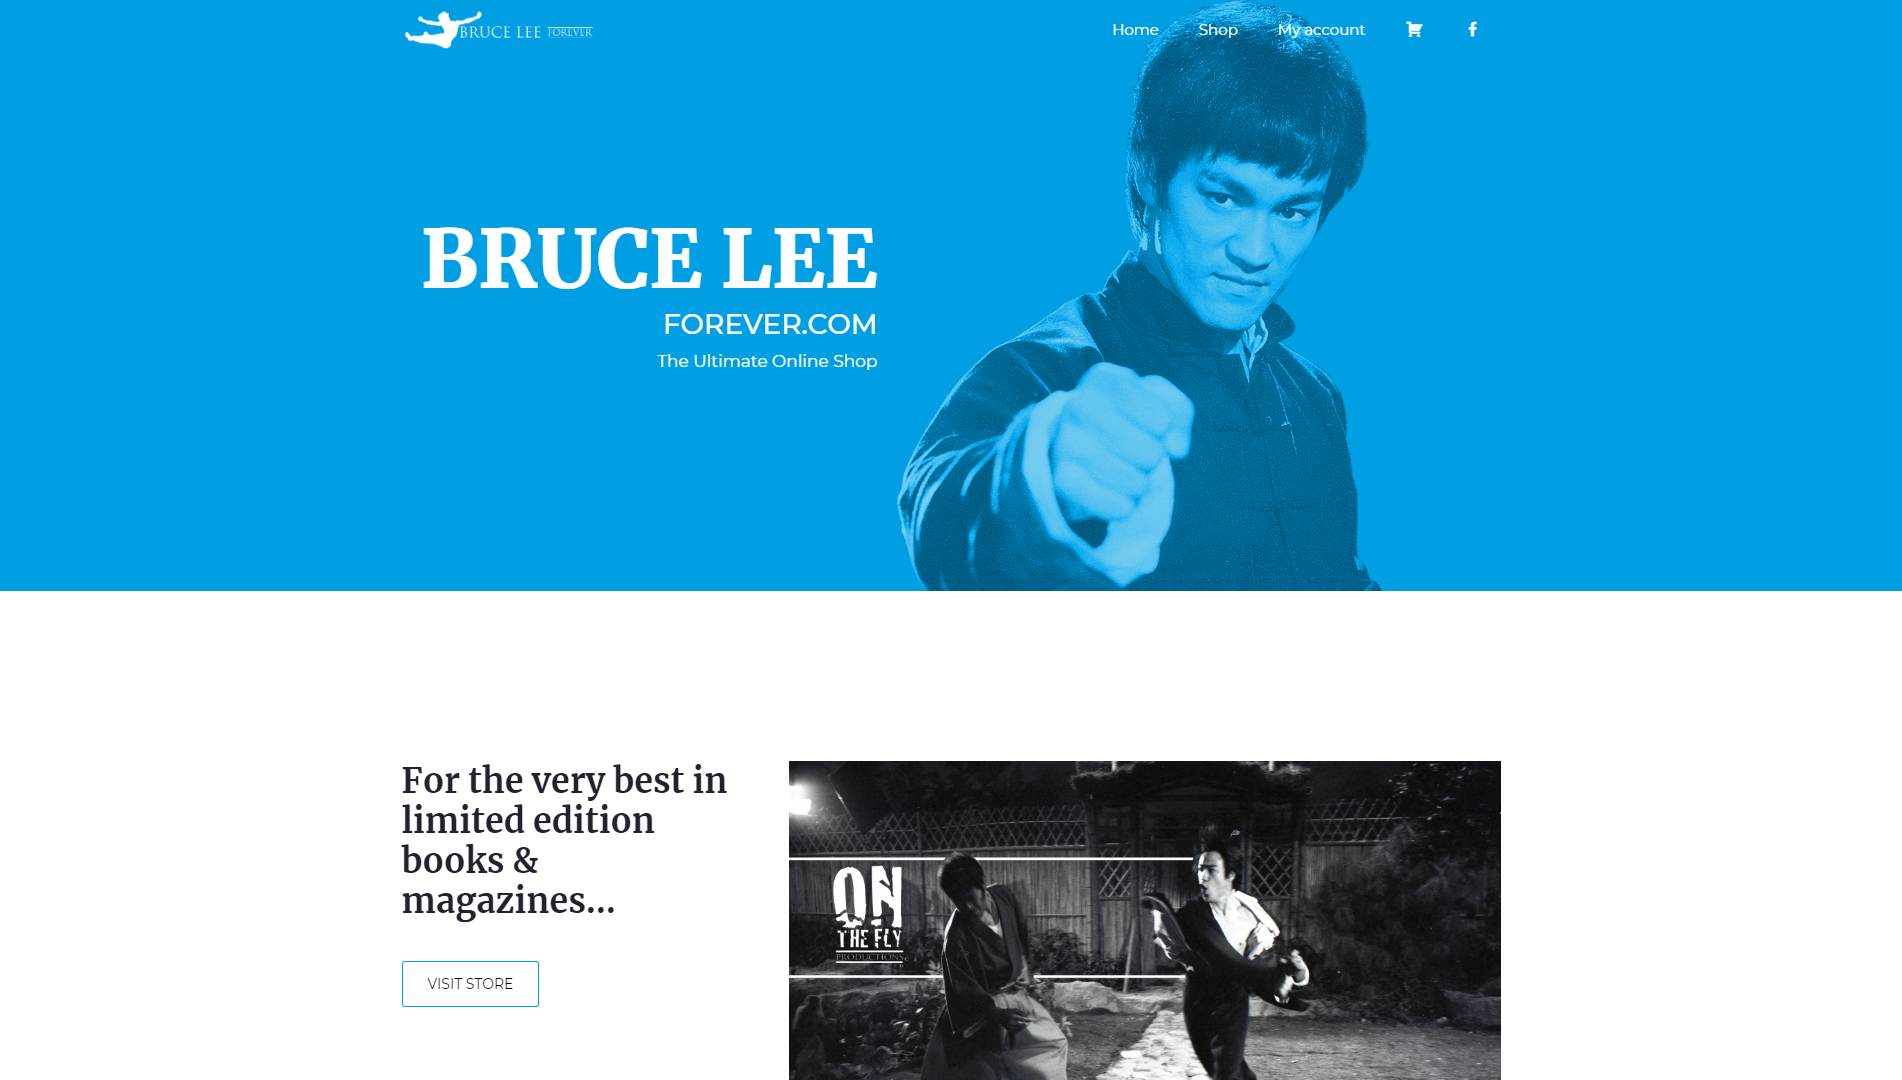 BRUCE LEE FOREVER
Home Shop My account
BRUCE LEE
FOREVER.COM
The Ultimate Online Shop
For the very best in
limited edition
books &
magazines...
VISIT STORE
ON
THE FLY
PRODUCTIONS